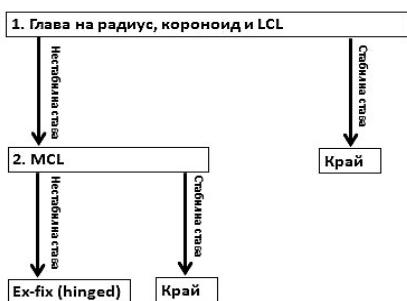 1. Глава на радиус, короноид и LCL
Нестабилна става
Стабилна става
2. MCL
Край
Нестабилна става
Стабилна става
Ex-fix (hinged)
Край